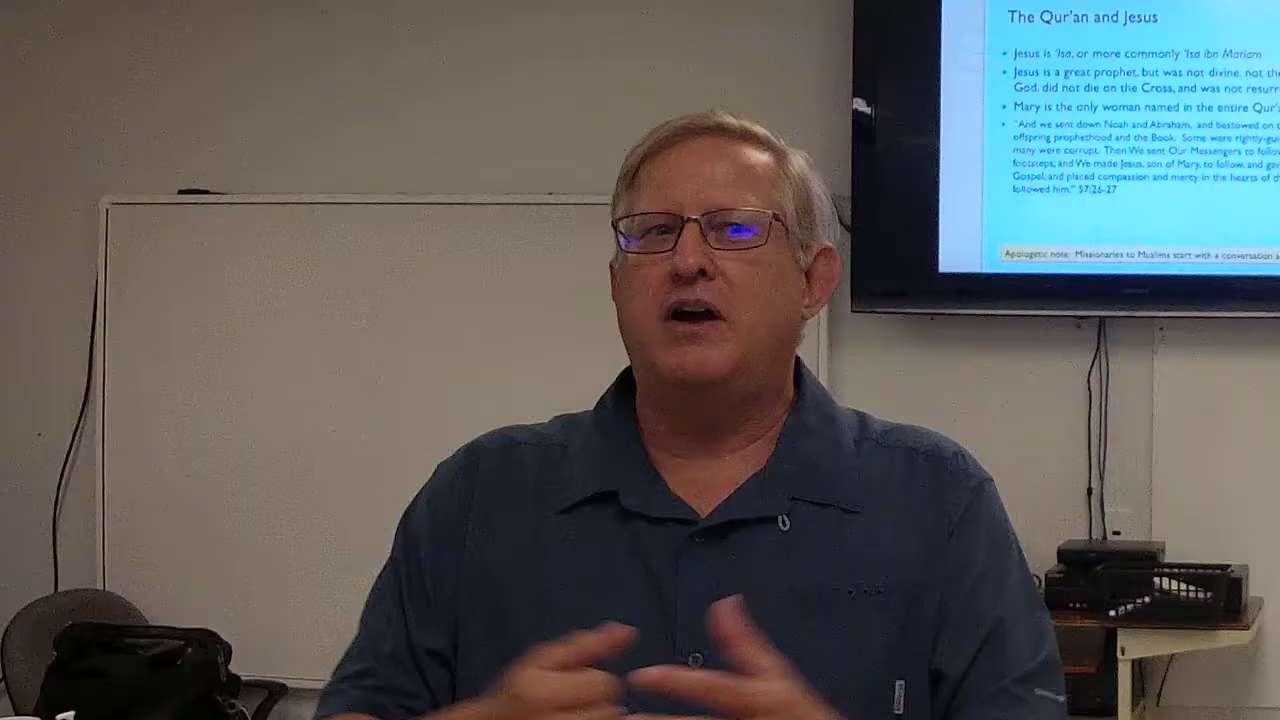 The Qur'an and Jesus
• Jesus is 'Isa, or more commonly 'Isa ibn Mariam
• Jesus is a great prophet, but was not divine, not the
God, did not die on the Cross, and was not resurr
• Mary is the only woman named in the entire Qur'
• "And we sent down Noah and Abraham, and bestowed on t
offspring prophethood and the Book. Some were rightly-gui
many were corrupt. Then We sent Our Messengers to follow
footsteps, and We made Jesus, son of Mary, to follow, and gav
Gospel, and placed compassion and mercy in the hearts of th
followed him." 57:26-27
Apologetic note: Missionaries to Muslims start with a conversation a